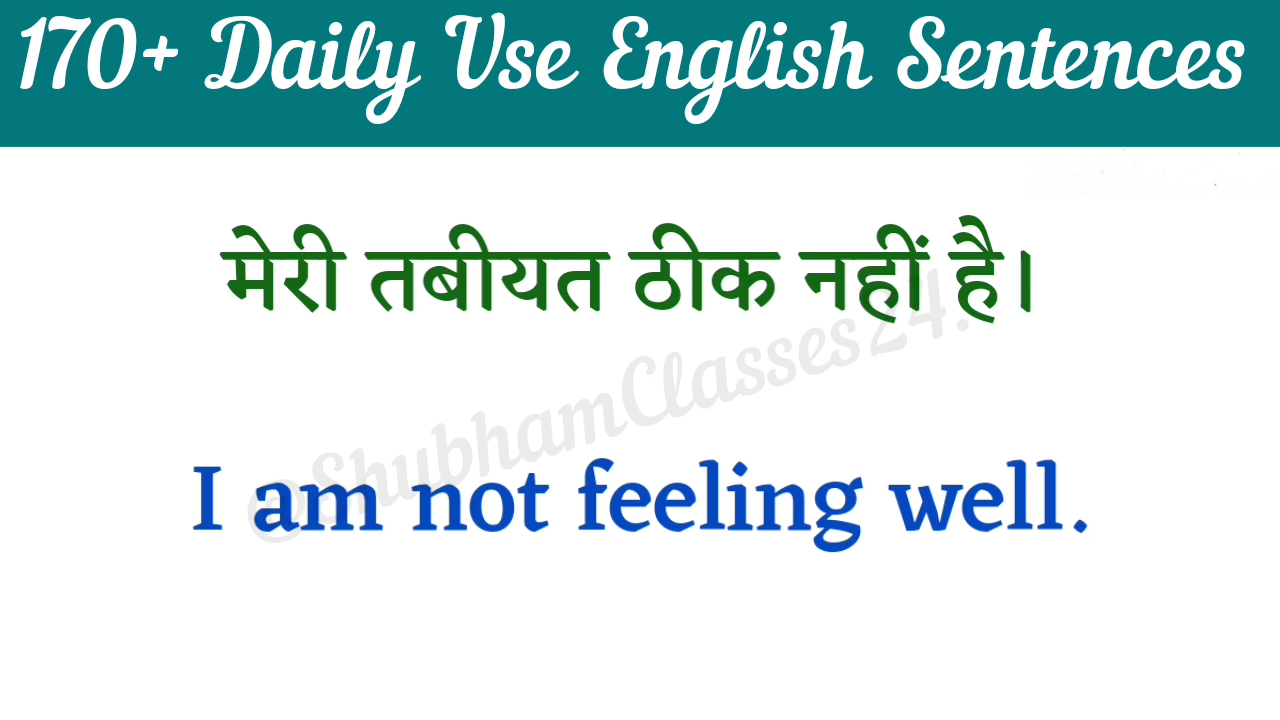 170+ Daily Use English Sentences
मेरी तबीयत ठीक नहीं है।
@ShubhamClasses24.
I am not feeling well.